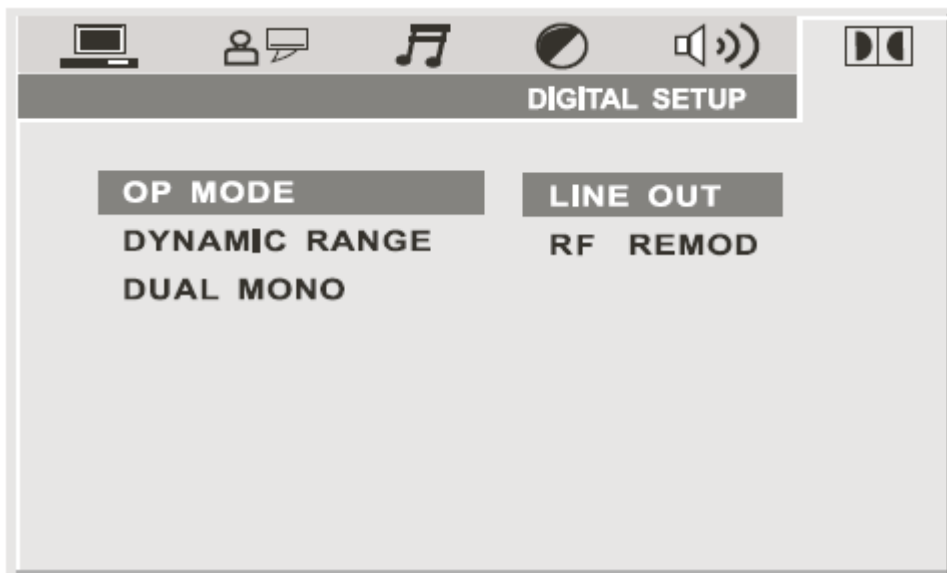 DIGITAL SETUP
OP MODE
LINE OUT
DYNAMIC RANGE
RF REMOD
DUAL MONO